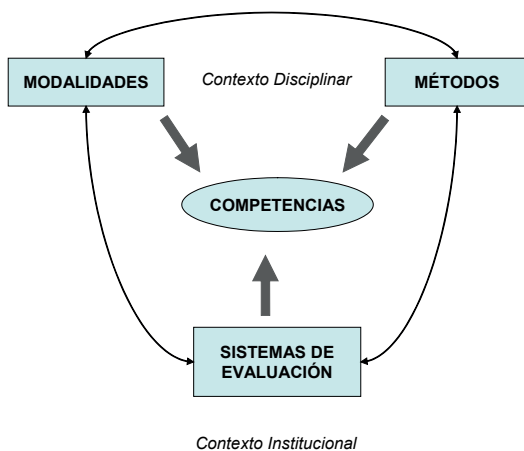 MODALIDADES
Contexto Disciplinar
MÉTODOS
COMPETENCIAS
SISTEMAS DE
EVALUACIÓN
Contexto Institucional